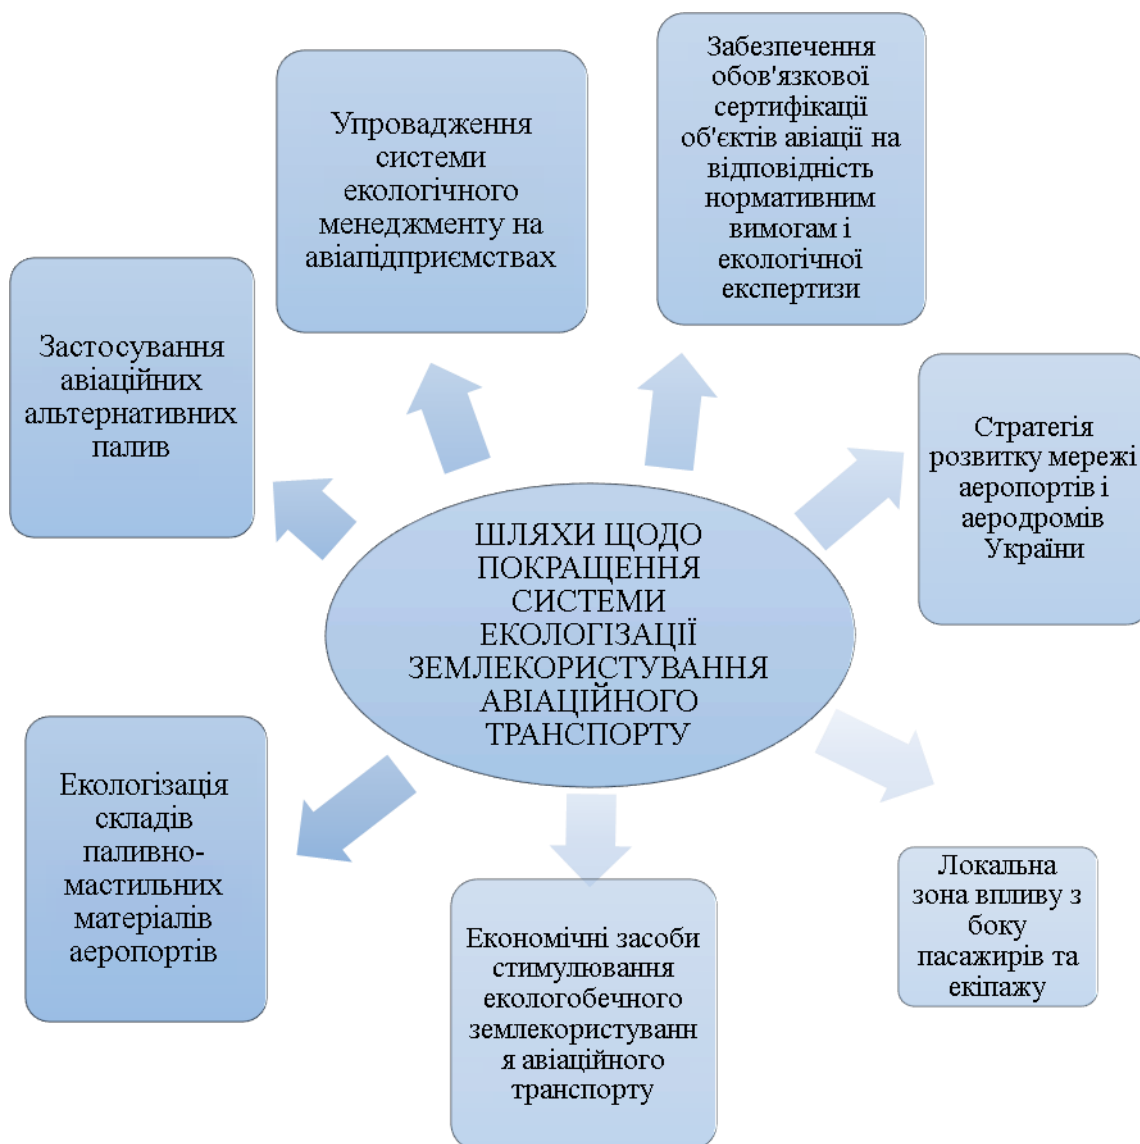 Забезпечення
обов'язкової
сертифікації
об'єктів авіації на
відповідність
нормативним
вимогам і
екологічної
експертизи
Упровадження
системи
екологічного
менеджменту на
авіапідприємствах
Застосування
авіаційних
альтернативних
палив
Стратегія
розвитку мережі
аеропортів і
аеродромів
України
ШЛЯХИ ЩОДО
ПОКРАЩЕННЯ
СИСТЕМИ
ЕКОЛОГІЗАЦІЇ
ЗЕМЛЕКОРИСТУВАННЯ
АВІАЦІЙНОГО
ТРАНСПОРТУ
Екологізація
складів
паливно-
мастильних
матеріалів
аеропортів
Економічні засоби
стимулювання
екологобечного
землекористуванн
я авіаційного
транспорту
Локальна
зона впливу з
боку
пасажирів та
екіпажу